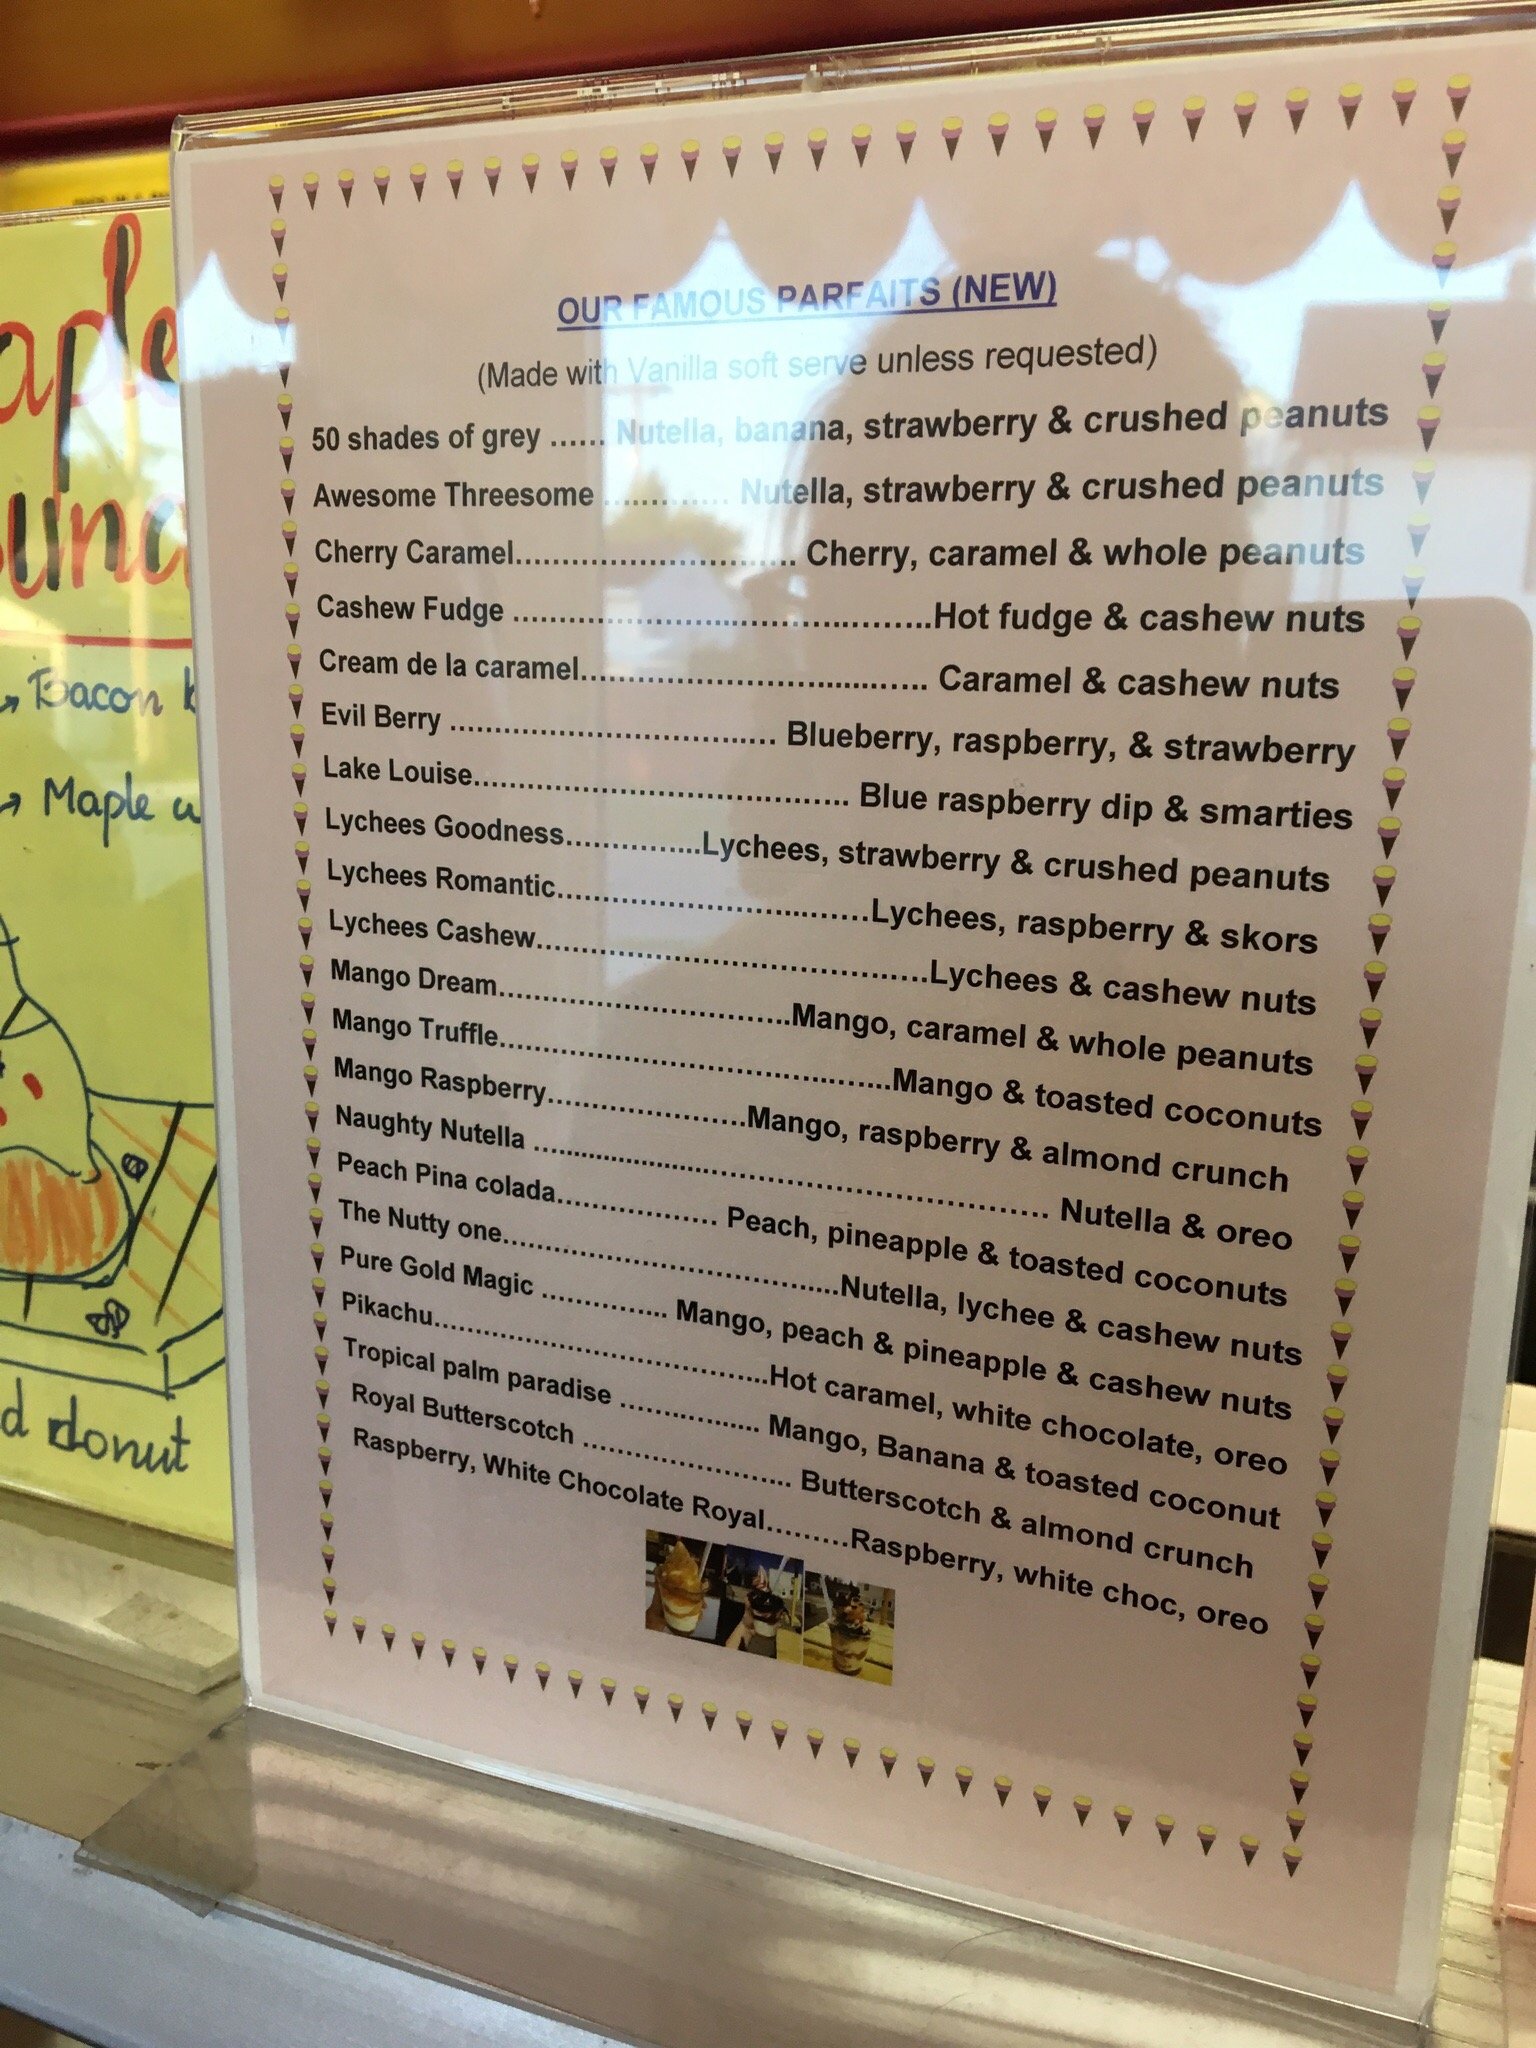 OUR FAMOUS PARFAITS (NEW)
(Made with Vanilla soft serve unless requested)
50 shades of grey ...... Nutella, banana, strawberry & crushed peanuts
Awesome Threesome ............. Nutella, strawberry & crushed peanuts
Cherry Caramel.............................. Cherry, caramel & whole peanuts
Cashew Fudge .............................................Hot fudge & cashew nuts
Cream de la caramel..................................... Caramel & cashew nuts
Evil Berry ................................... Blueberry, raspberry, & strawberry
Lake Louise........................................ Blue raspberry dip & smarties
Lychees Goodness...............Lychees, strawberry & crushed peanuts
Lychees Romantic..................................Lychees, raspberry & skors
Lychees Cashew..........................................Lychees & cashew nuts
Mango Dream...............................Mango, caramel & whole peanuts
Mango Truffle..........................................Mango & toasted coconuts
Mango Raspberry.....................Mango, raspberry & almond crunch
Naughty Nutella ....................................................... Nutella & oreo
Peach Pina colada................. Peach, pineapple & toasted coconuts
The Nutty one....................................Nutella, lychee & cashew nuts
Pure Gold Magic .............. Mango, peach & pineapple & cashew nuts
Pikachu....................................Hot caramel, white chocolate, oreo
Tropical palm paradise ............... Mango, Banana & toasted coconut
Royal Butterscotch ....................... Butterscotch & almond crunch
Raspberry, White Chocolate Royal.........Raspberry, white choc, oreo
Bacon
Maple
donut